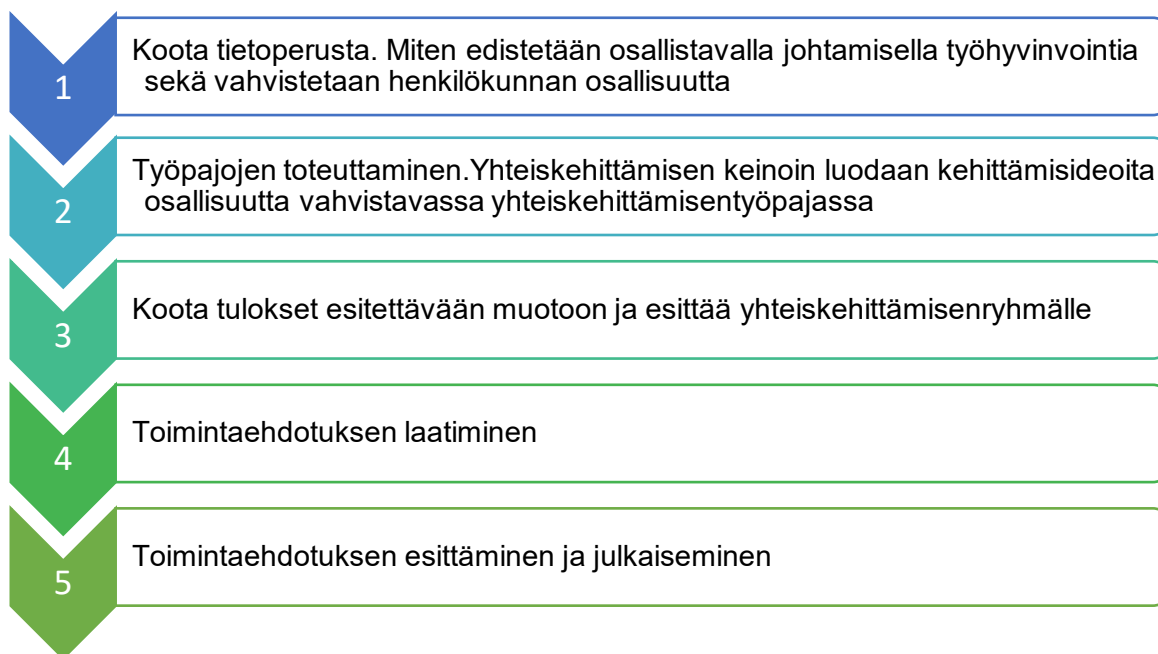 1
Koota tietoperusta. Miten edistetään osallistavalla johtamisella työhyvinvointia
sekä vahvistetaan henkilökunnan osallisuutta
2
Työpajojen toteuttaminen.Yhteiskehittämisen keinoin luodaan kehittämisideoita
osallisuutta vahvistavassa yhteiskehittämisentyöpajassa
3
Koota tulokset esitettävään muotoon ja esittää yhteiskehittämisenryhmälle
4
Toimintaehdotuksen laatiminen
5
Toimintaehdotuksen esittäminen ja julkaiseminen